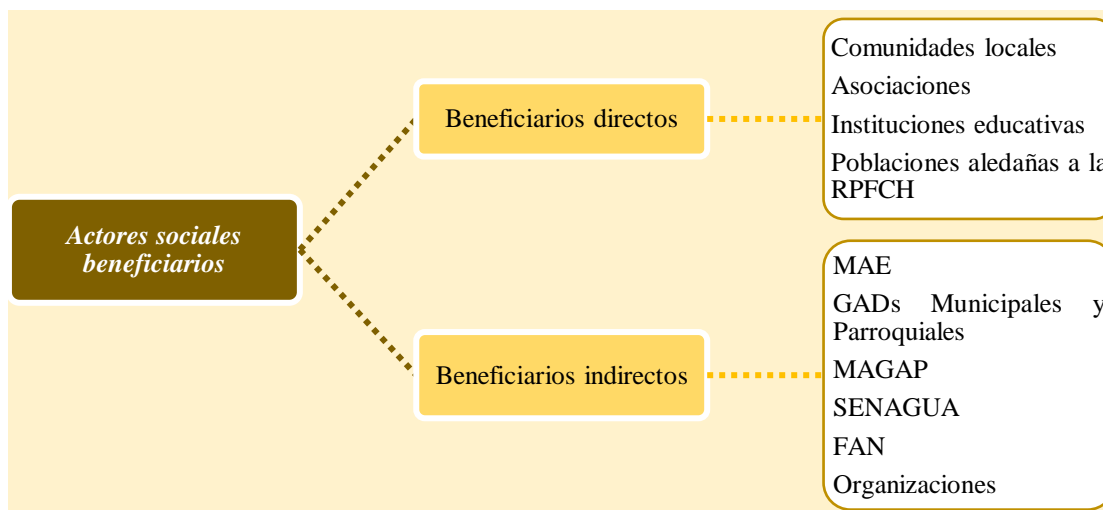 Actores sociales
beneficiarios
Beneficiarios directos
Comunidades locales
Asociaciones
Instituciones educativas
Poblaciones aledañas a la
RPFCH
Beneficiarios indirectos
MAE
GADs Municipales y
Parroquiales
MAGAP
SENAGUA
FAN
Organizaciones